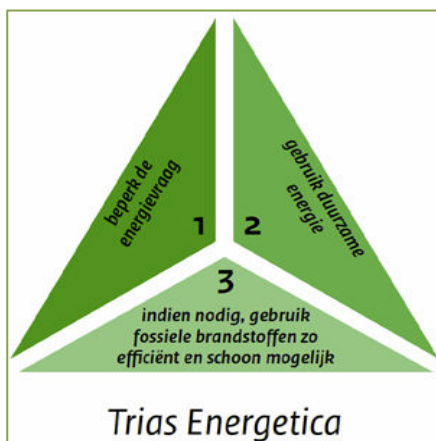 beperk de
energievraag
1
2
gebruik duurzame
energie
3
indien nodig, gebruik
fossiele brandstoffen zo
efficiënt en schoon mogelijk
Trias Energetica